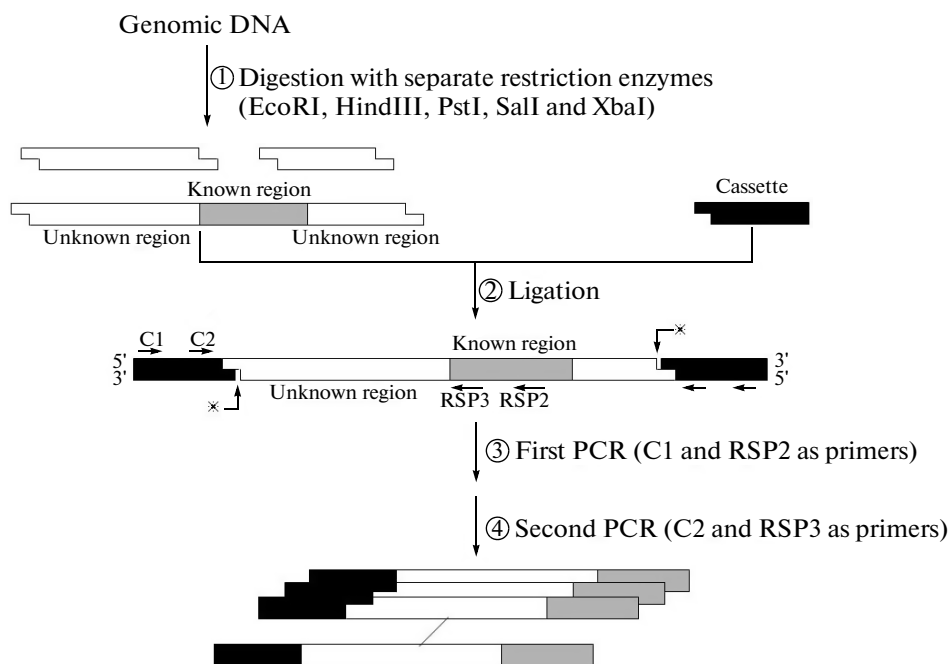 Genomic DNA
① Digestion with separate restriction enzymes
(EcoRI, HindIII, PstI, SalI and XbaI)
Known region
Cassette
Unknown region
Unknown region
② Ligation
C1
C2
Known region
※
5'
3'
3'
5'
Unknown region
RSP3
RSP2
※
③ First PCR (C1 and RSP2 as primers)
④ Second PCR (C2 and RSP3 as primers)